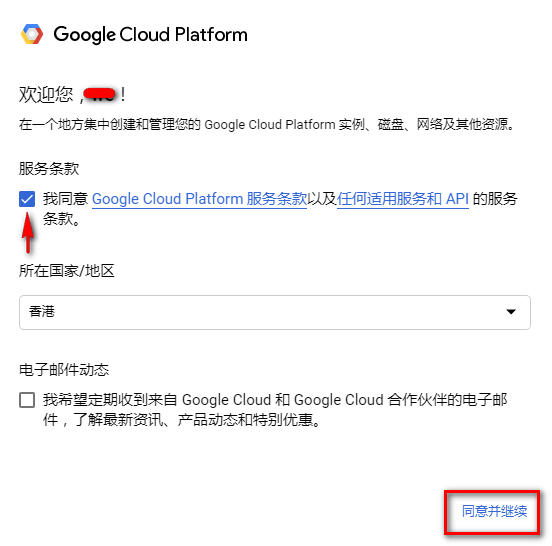 Google Cloud Platform
欢迎您，！
在一个地方集中创建和管理您的 Google Cloud Platform 实例、磁盘、网络及其他资源。
服务条款
我同意 Google Cloud Platform 服务条款以及任何适用服务和 API 的服务
条款。
所在国家/地区
香港
电子邮件动态
我希望定期收到来自 Google Cloud 和 Google Cloud 合作伙伴的电子邮
件，了解最新资讯、产品动态和特别优惠。
同意并继续